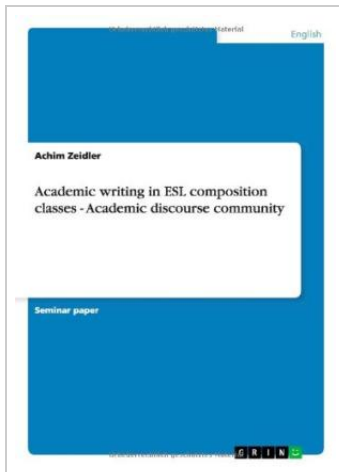 English
Achim Zeidler
Academic writing in ESL composition
classes - Academic discourse community
Seminar paper
GRIN